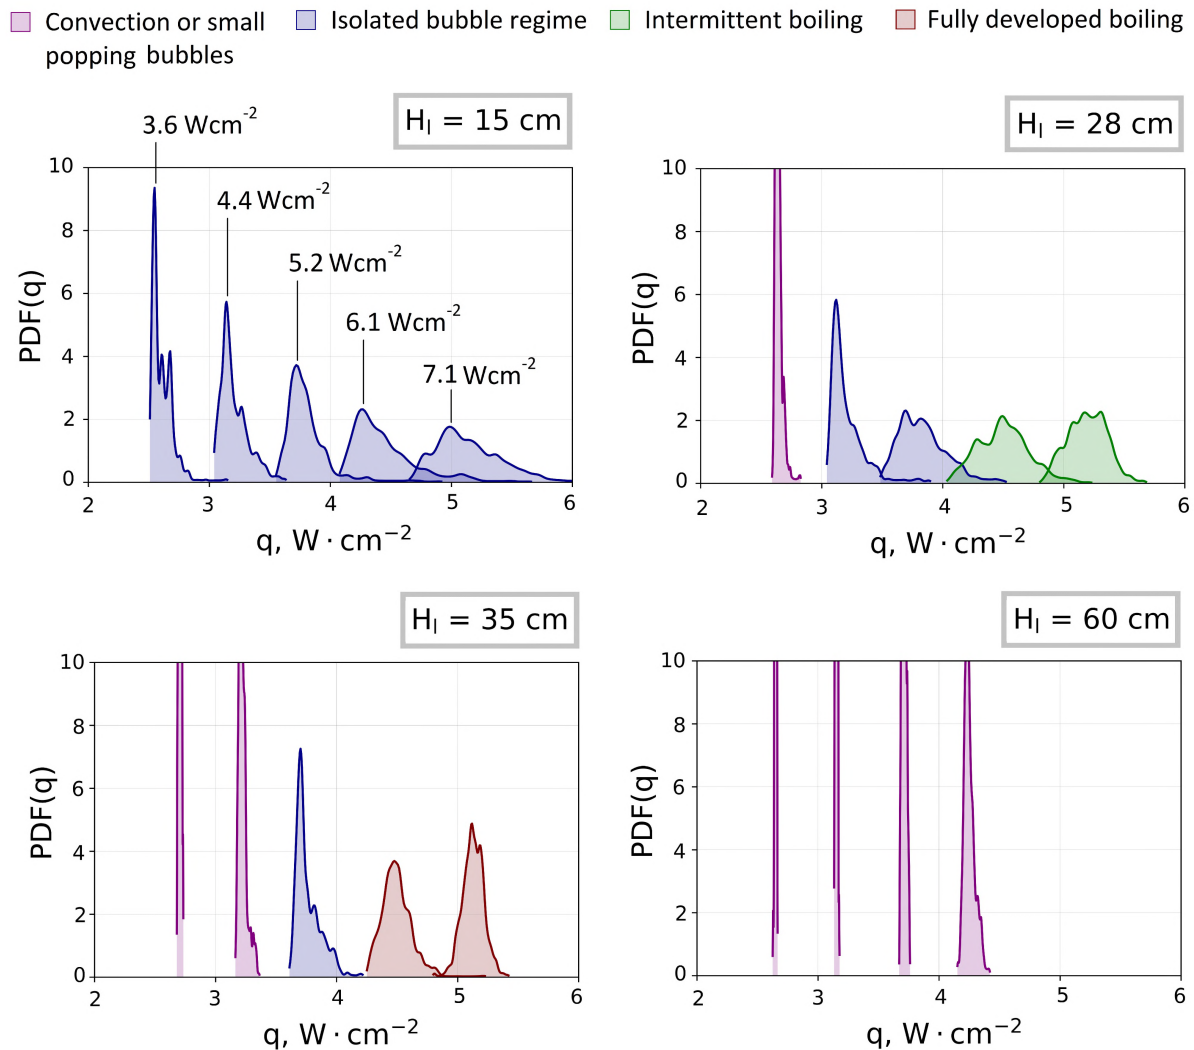 Convection or small
popping bubbles
Isolated bubble regime
Intermittent boiling
Fully developed boiling
H_l = 15 cm
3.6 Wcm⁻²
4.4 Wcm⁻²
5.2 Wcm⁻²
6.1 Wcm⁻²
7.1 Wcm⁻²
PDF(q)
10
8
6
4
2
0
2 3 4 5 6
q, W · cm⁻²
H_l = 28 cm
PDF(q)
10
8
6
4
2
0
2 3 4 5 6
q, W · cm⁻²
H_l = 35 cm
PDF(q)
10
8
6
4
2
0
2 3 4 5 6
q, W · cm⁻²
H_l = 60 cm
PDF(q)
10
8
6
4
2
0
2 3 4 5 6
q, W · cm⁻²